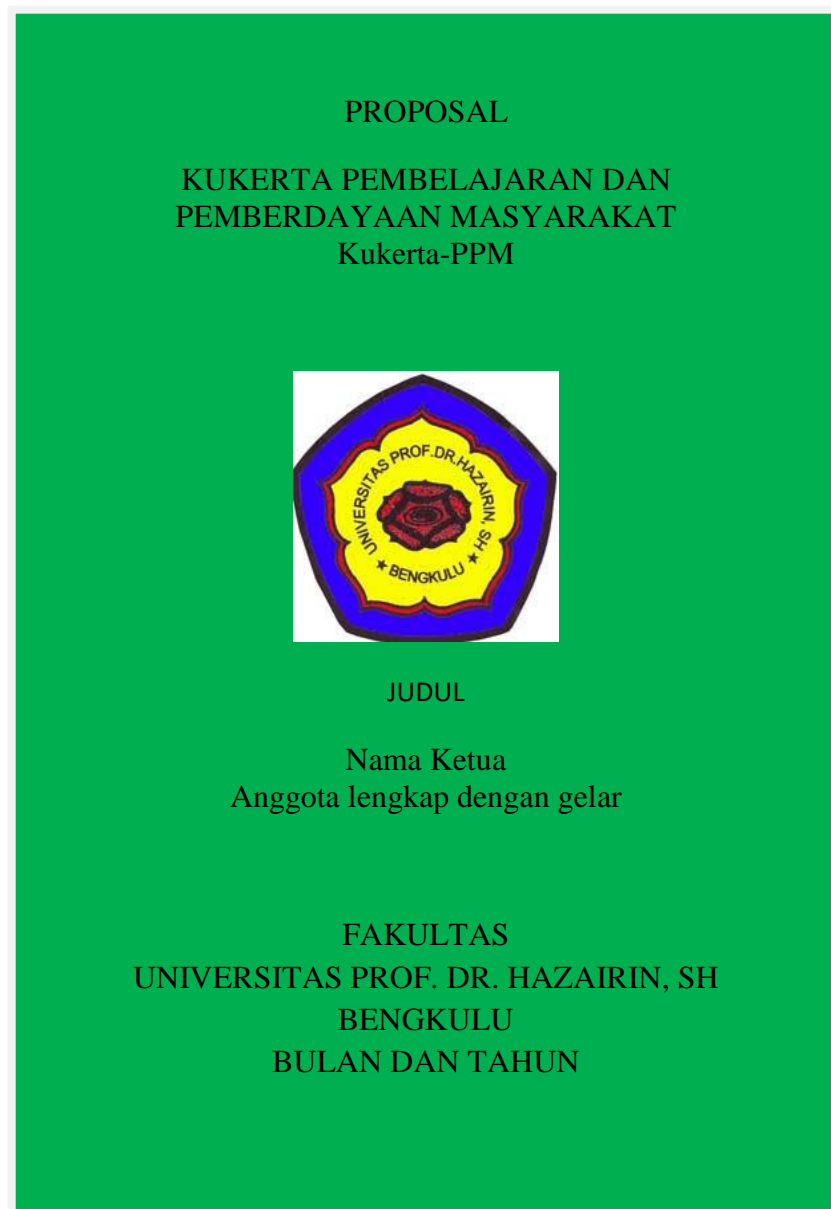 PROPOSAL
KUKERTA PEMBELAJARAN DAN
PEMBERDAYAAN MASYARAKAT
Kukerta-PPM
UNIVERSITAS PROF.DR.HAZAIRIN, SH
★ BENGKULU ★
JUDUL
Nama Ketua
Anggota lengkap dengan gelar
FAKULTAS
UNIVERSITAS PROF. DR. HAZAIRIN, SH
BENGKULU
BULAN DAN TAHUN